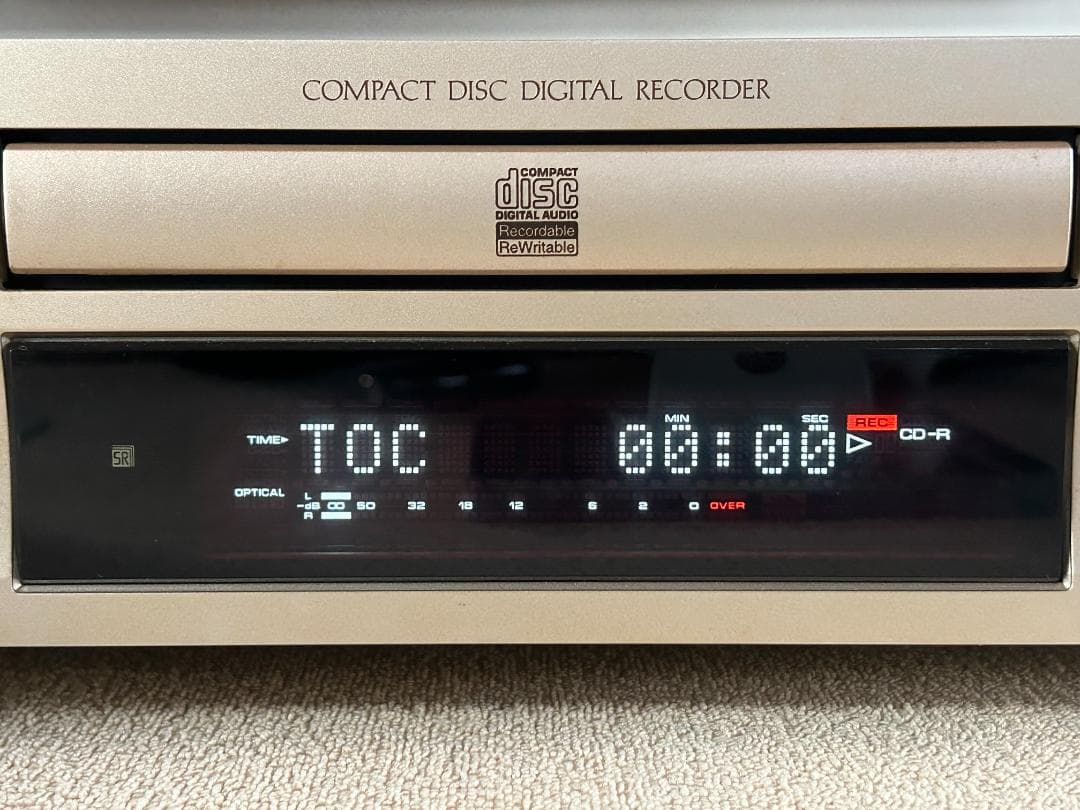 COMPACT DISC DIGITAL RECORDER
COMPACT
disc
DIGITAL AUDIO
Recordable
ReWritable
MIN SEC REC
TIME TOC 00:00 CD-R
SR
OPTICAL L
-dB ∞ 50 32 18 12 6 2 0 OVER
R